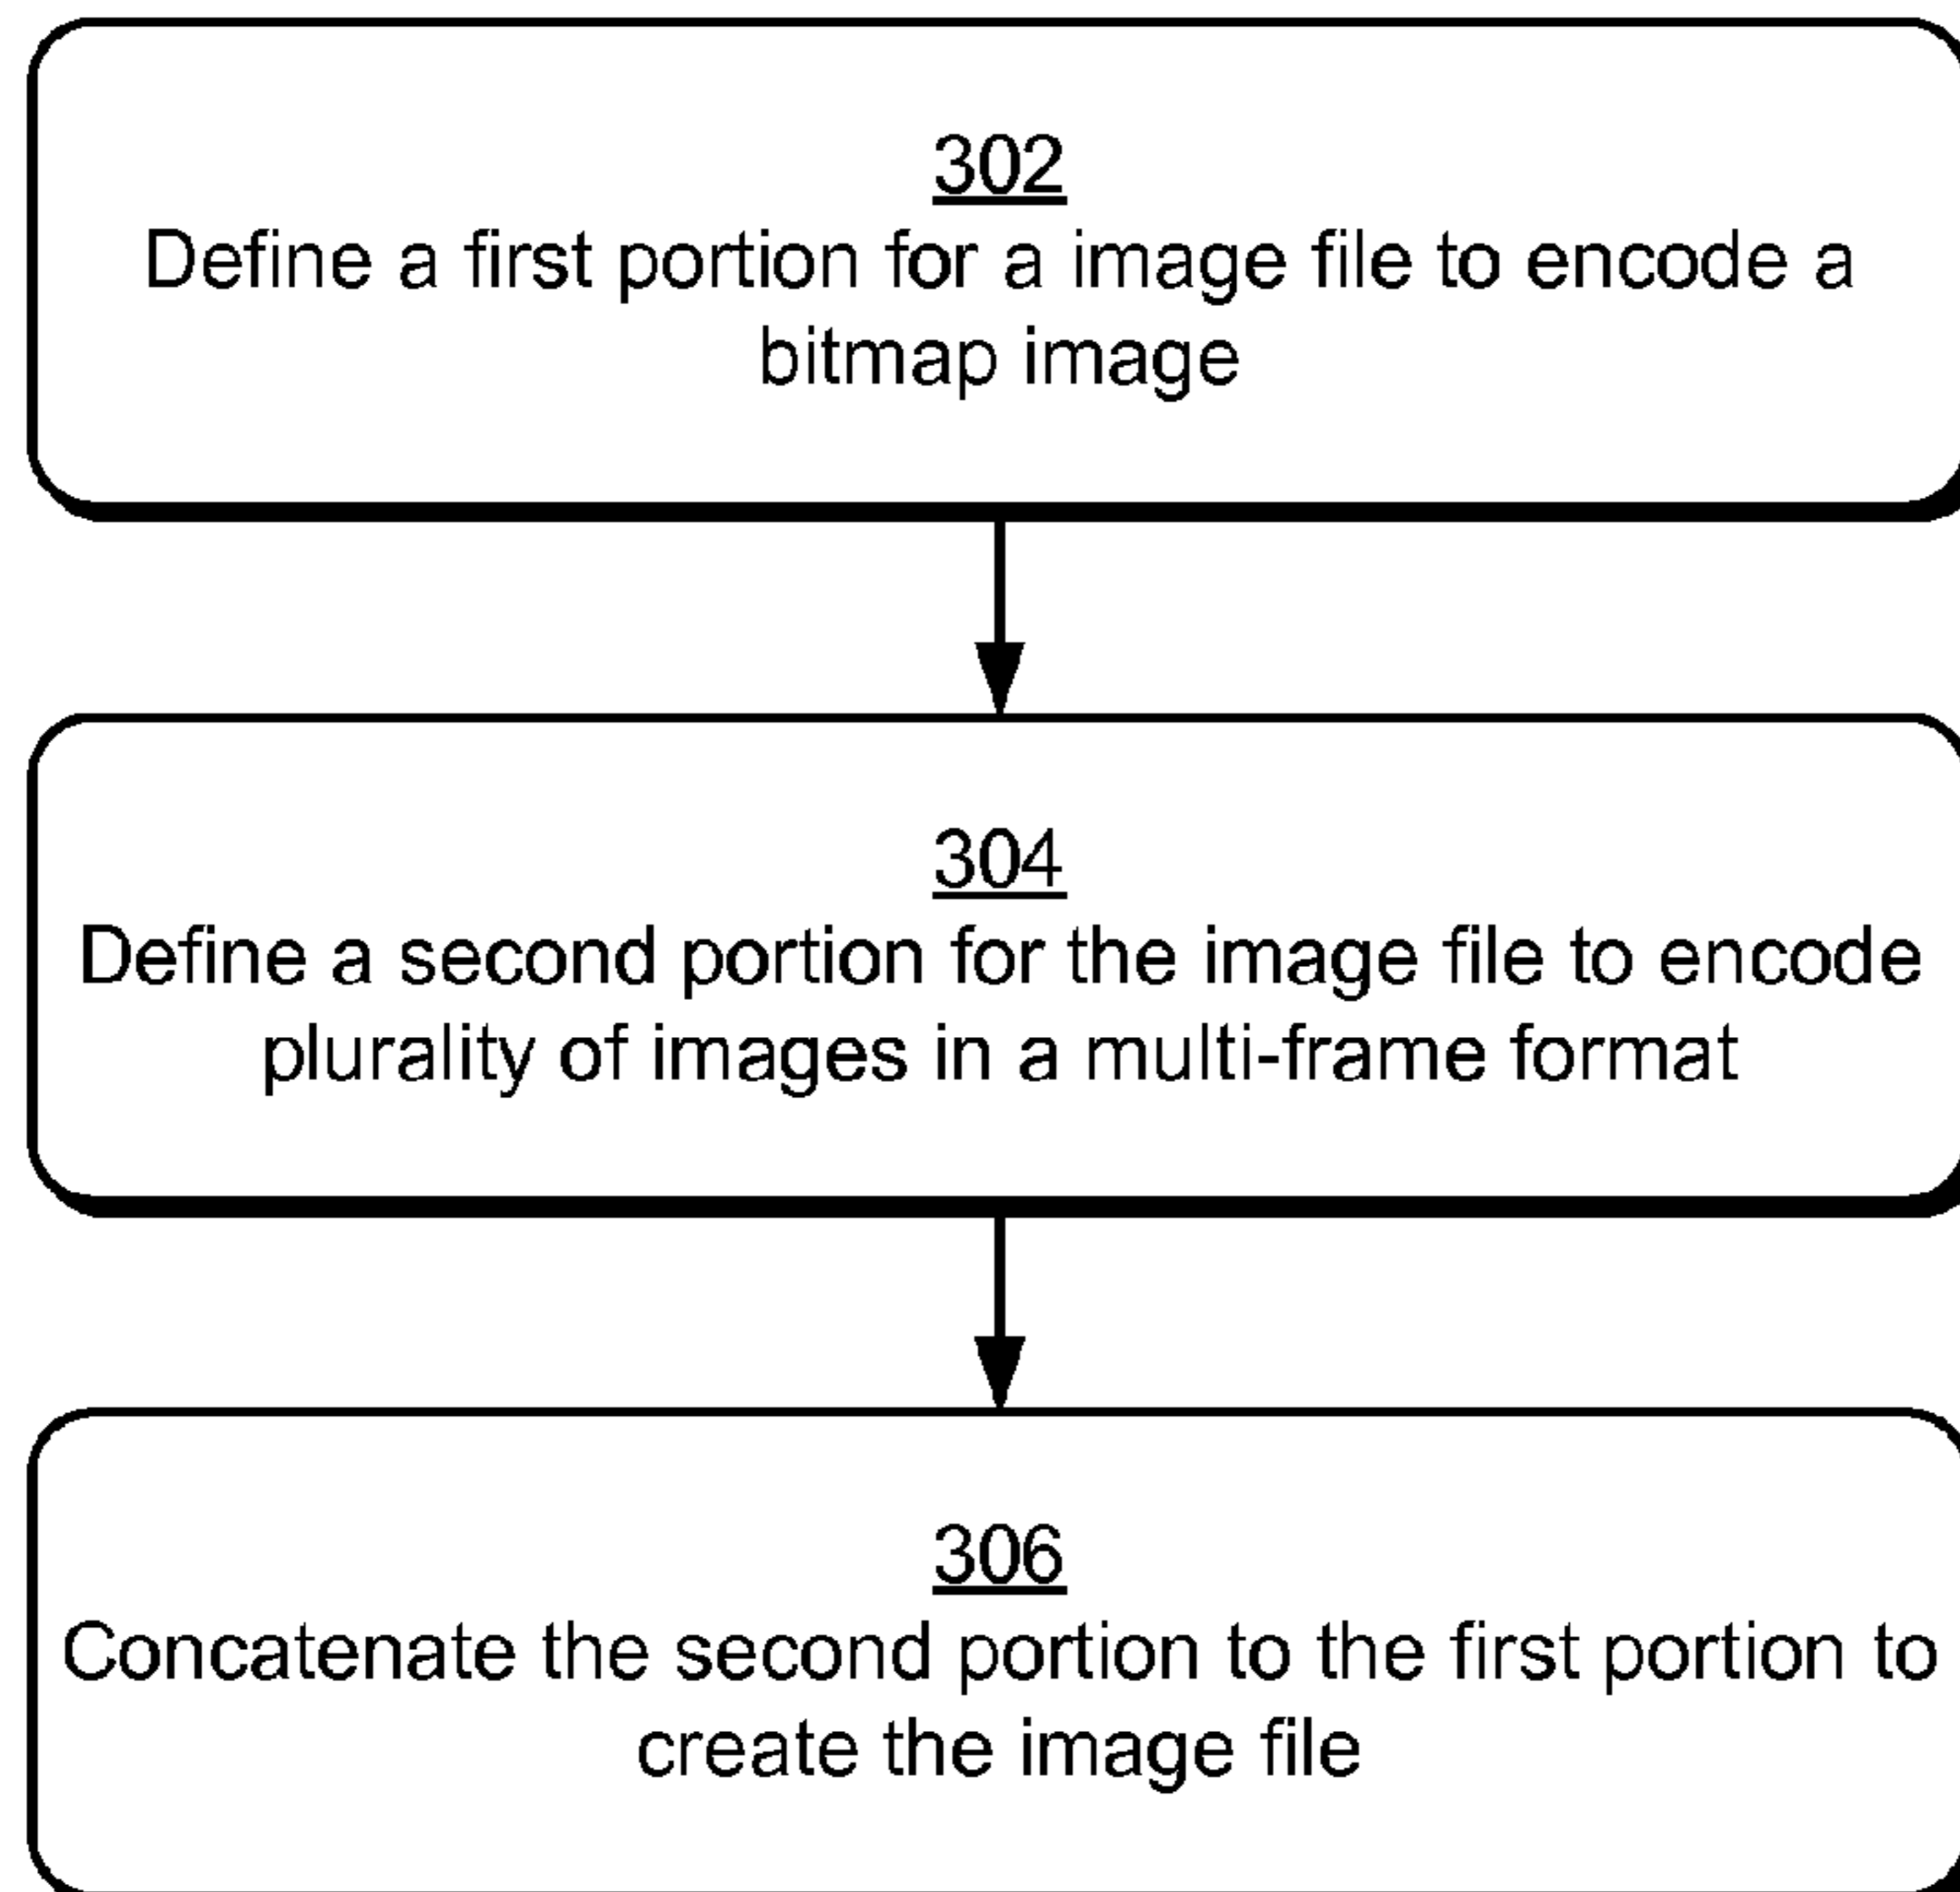 302
Define a first portion for a image file to encode a
bitmap image
304
Define a second portion for the image file to encode
plurality of images in a multi-frame format
306
Concatenate the second portion to the first portion to
create the image file